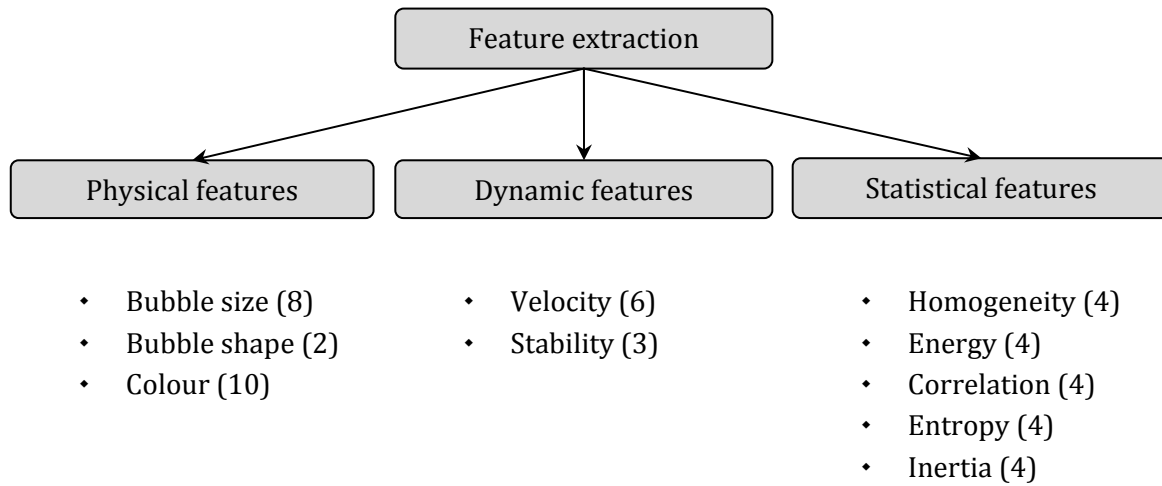 Feature extraction
Physical features
Dynamic features
Statistical features
Bubble size (8)
Bubble shape (2)
Colour (10)
Velocity (6)
Stability (3)
Homogeneity (4)
Energy (4)
Correlation (4)
Entropy (4)
Inertia (4)